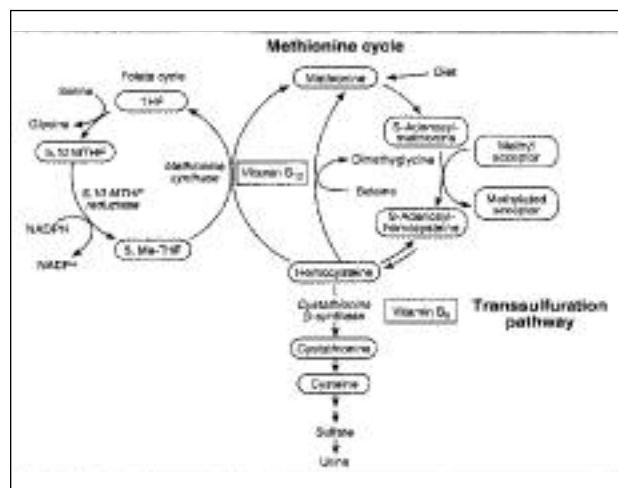 Methionine cycle
Folate cycle
Serine
THF
Glycine
5,10 MTHF
5,10 MTHF
reductase
NADPH
NADP+
5, Me-THF
Methionine
synthase
Vitamin B12
Methionine
Diet
S-Adenosyl-
methionine
Methyl
acceptor
Dimethyglycine
Betaine
Methylated
acceptor
S-Adenosyl-
homocysteine
Homocysteine
Cystathionine
synthase
Vitamin B6
Transsulfuration
pathway
Cystathionine
Cysteine
Sulfate
Urine